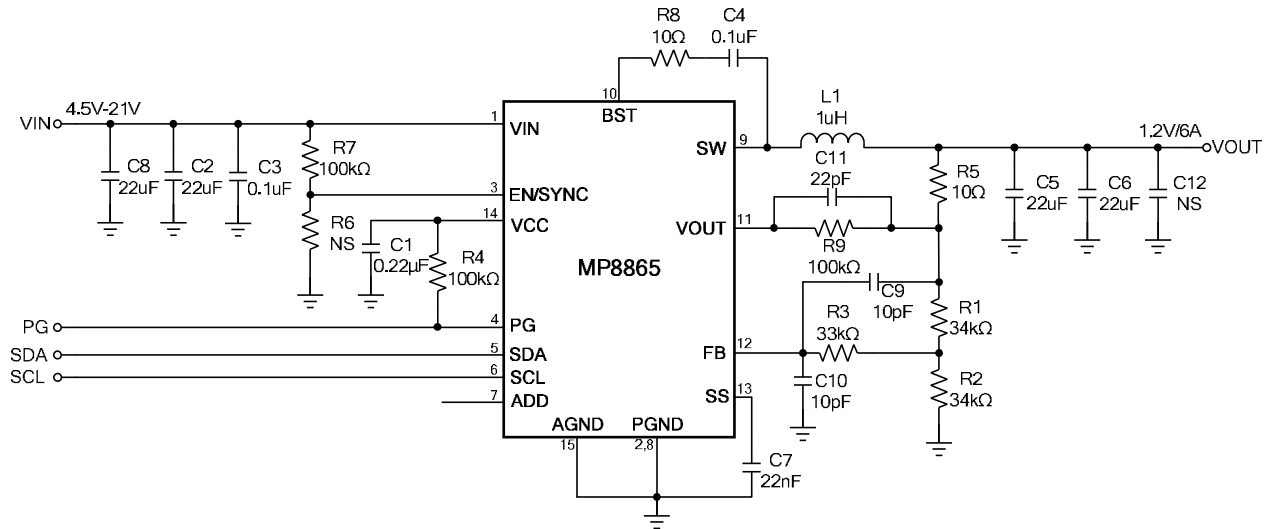 R8
10Ω
C4
0.1uF
10
BST
VIN
4.5V-21V
1
VIN
C8
22uF
C2
22uF
C3
0.1uF
R7
100kΩ
3
EN/SYNC
R6
NS
14
VCC
C1
0.22µF
R4
100kΩ
MP8865
PG
4
PG
SDA
5
SDA
SCL
6
SCL
7
ADD
AGND
15
PGND
2,8
SW
9
L1
1uH
C11
22pF
VOUT
11
R9
100kΩ
R5
10Ω
1.2V/6A
VOUT
C5
22uF
C6
22uF
C12
NS
C9
10pF
R3
33kΩ
R1
34kΩ
FB
12
C10
10pF
R2
34kΩ
SS
13
C7
22nF